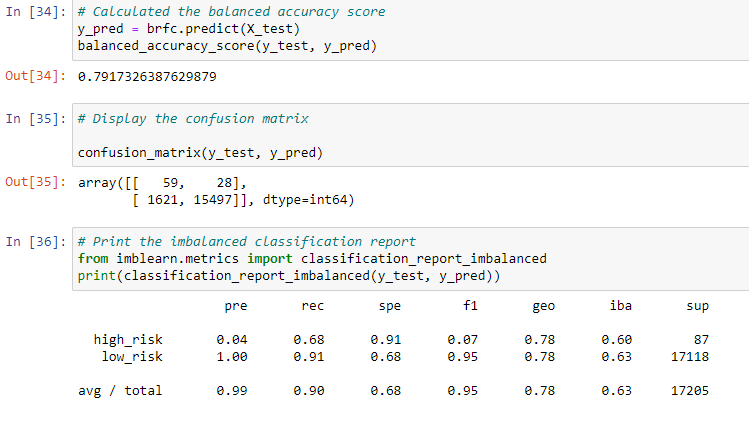 In [34]: # Calculated the balanced accuracy score
y_pred = brfc.predict(X_test)
balanced_accuracy_score(y_test, y_pred)
Out[34]: 0.7917326387629879
In [35]: # Display the confusion matrix
confusion_matrix(y_test, y_pred)
Out[35]: array([[   59,    28],
       [ 1621, 15497]], dtype=int64)
In [36]: # Print the imbalanced classification report
from imblearn.metrics import classification_report_imbalanced
print(classification_report_imbalanced(y_test, y_pred))
pre rec spe f1 geo iba sup
high_risk 0.04 0.68 0.91 0.07 0.78 0.60 87
low_risk 1.00 0.91 0.68 0.95 0.78 0.63 17118
avg / total 0.99 0.90 0.68 0.95 0.78 0.63 17205